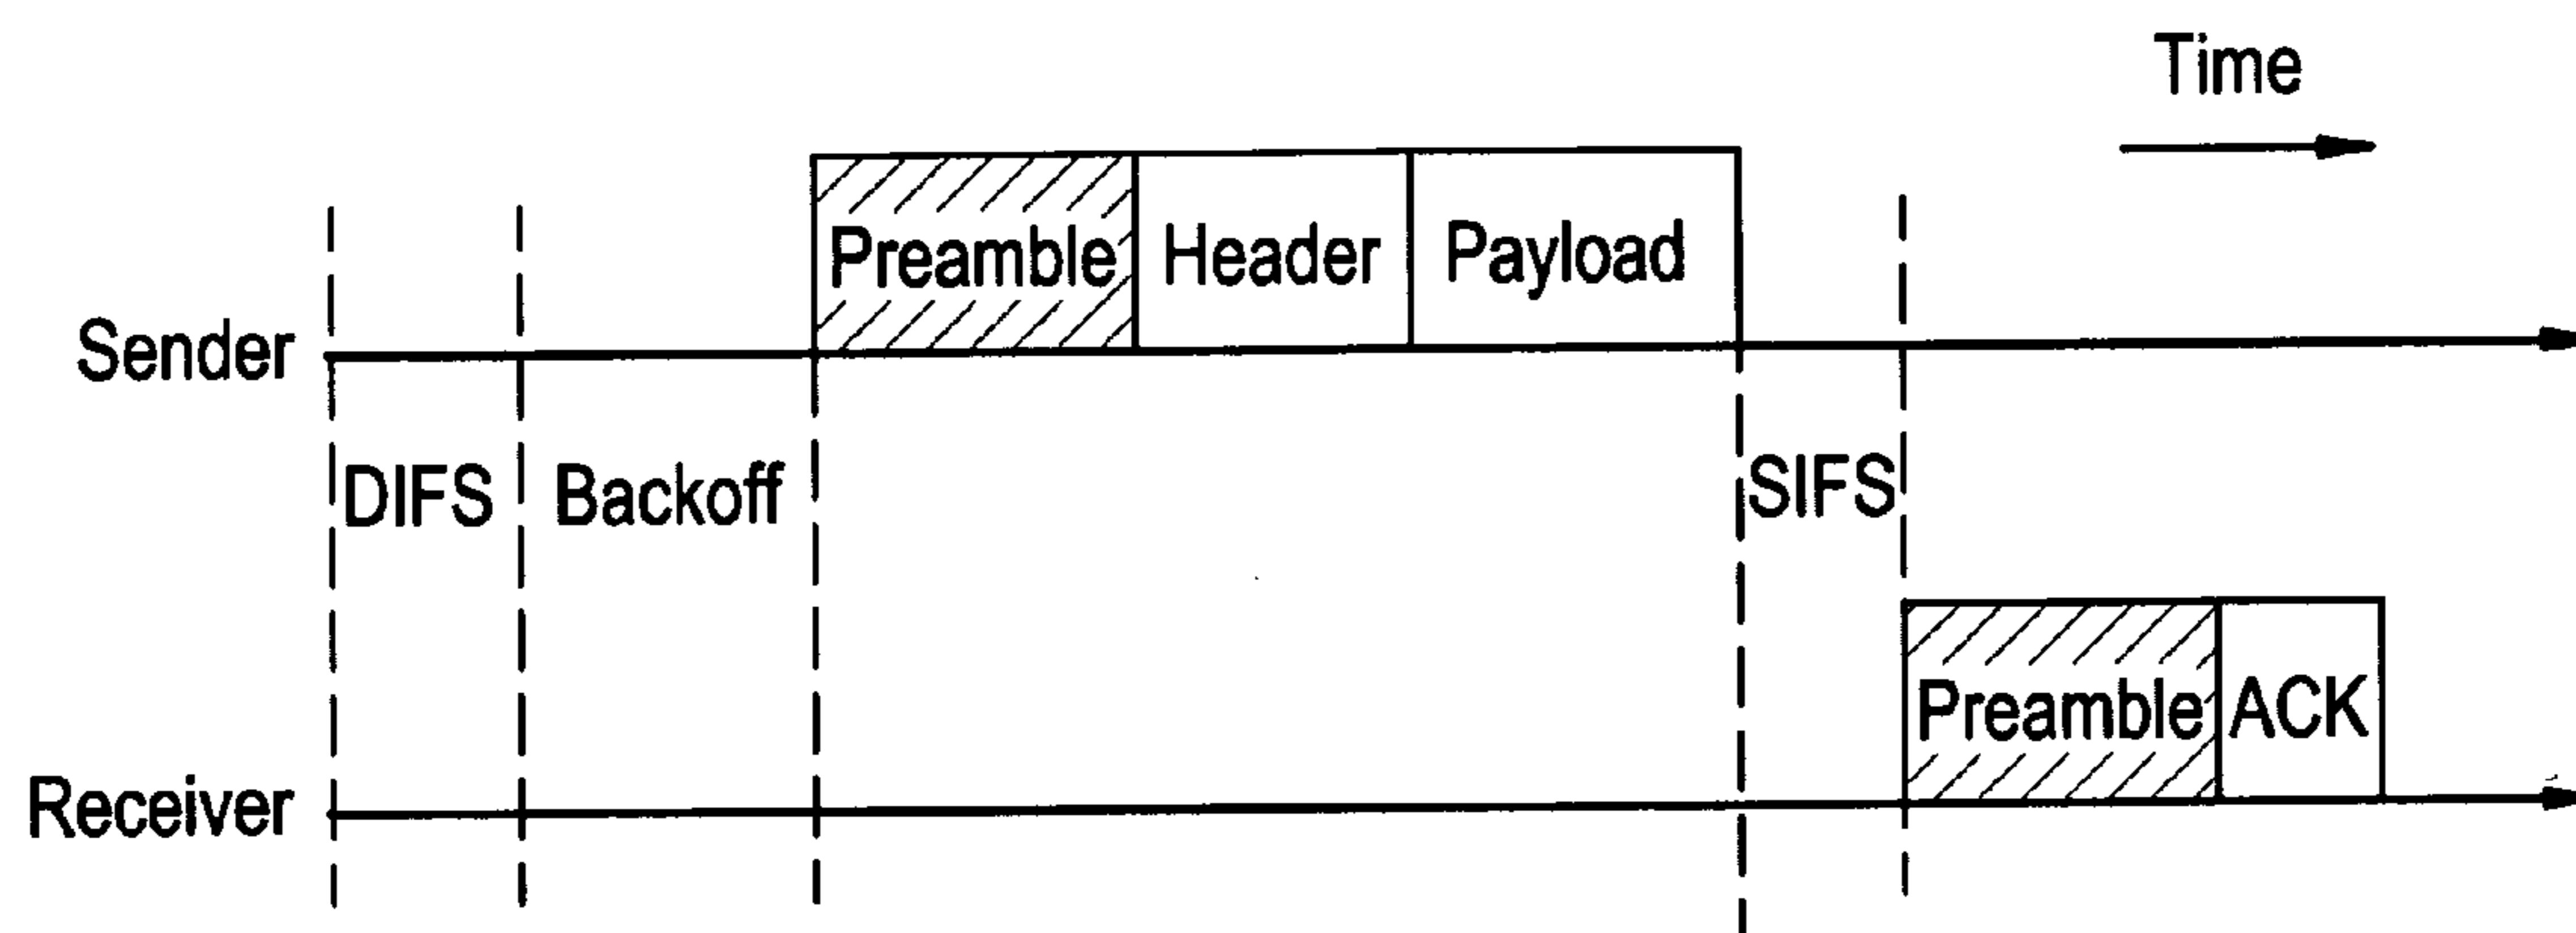 Time
Preamble Header Payload
Sender
DIFS Backoff SIFS
Preamble ACK
Receiver